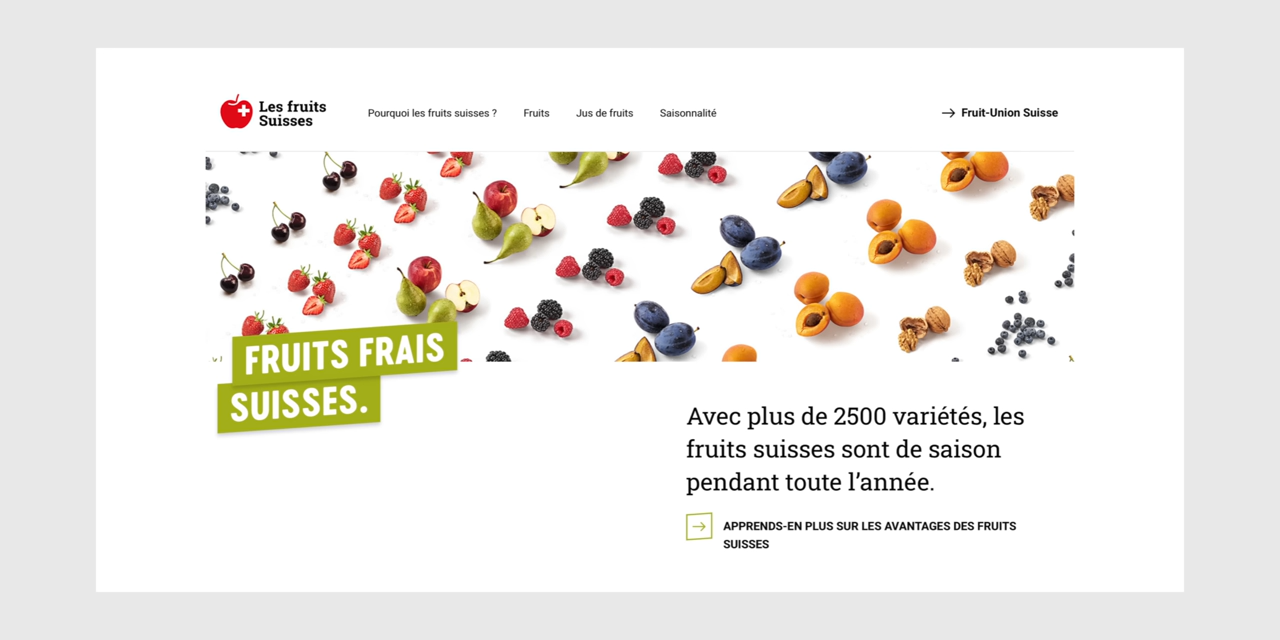 Les fruits
Suisses
Pourquoi les fruits suisses ?
Fruits
Jus de fruits
Saisonnalité
→ Fruit-Union Suisse
FRUITS FRAIS
SUISSES.
Avec plus de 2500 variétés, les
fruits suisses sont de saison
pendant toute l’année.
→ APPRENDS-EN PLUS SUR LES AVANTAGES DES FRUITS
SUISSES